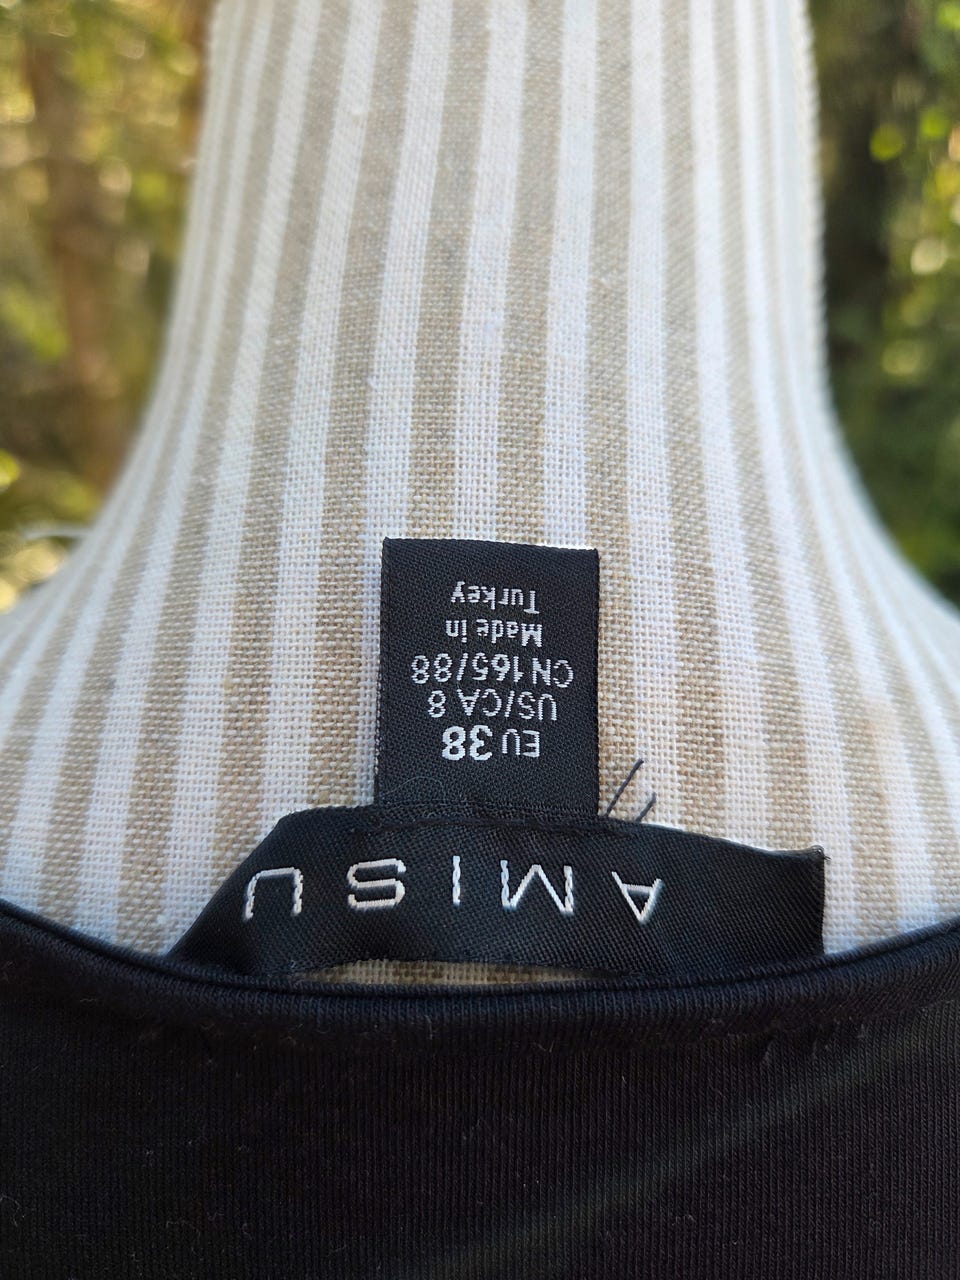 AMISU
EU 38
US/CA 8
CN 165/88
Made in
Turkey